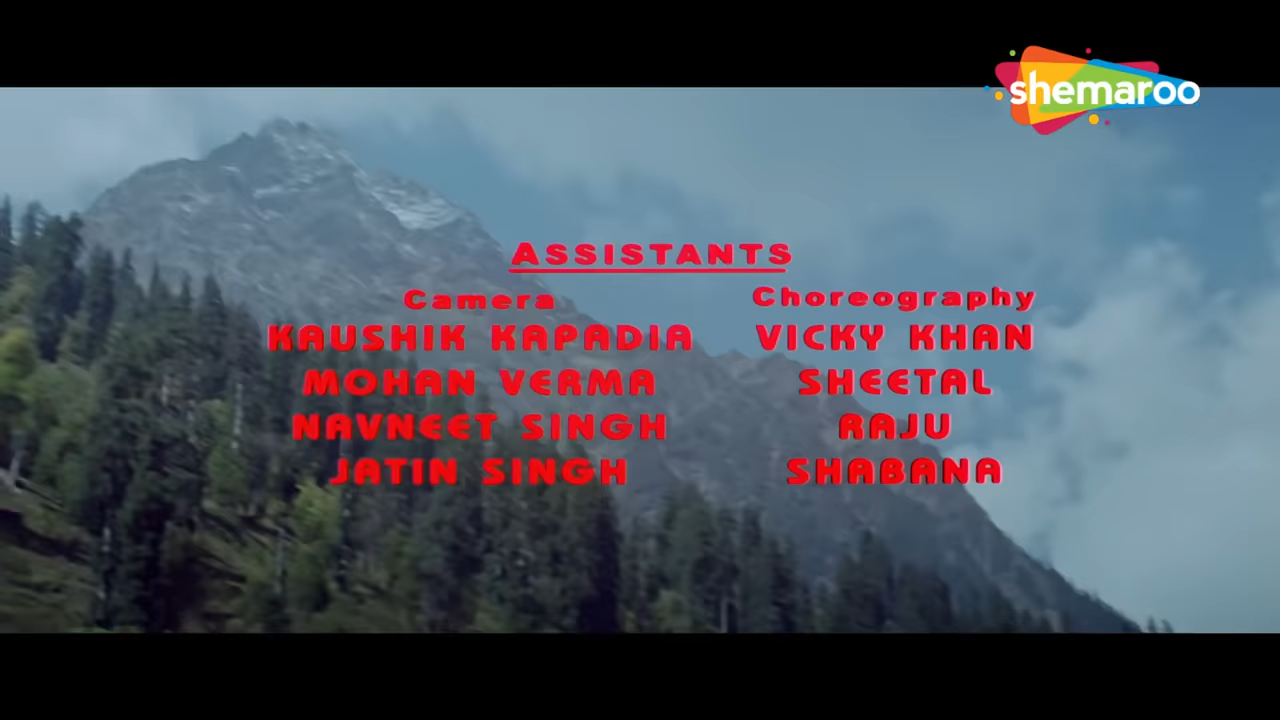 shemaroo
ASSISTANTS
Camera
KAUSHIK KAPADIA
MOHAN VERMA
NAVNEET SINGH
JATIN SINGH
Choreography
VICKY KHAN
SHEETAL
RAJU
SHABANA